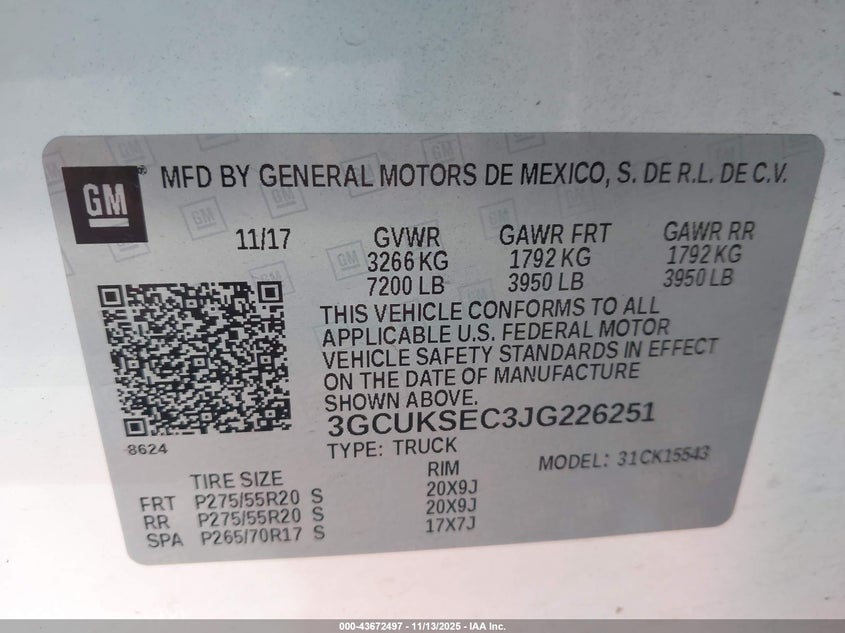 GM
MFD BY GENERAL MOTORS DE MEXICO, S. DE R.L. DE C.V.
11/17 GVWR GAWR FRT GAWR RR
3266 KG 1792 KG 1792 KG
7200 LB 3950 LB 3950 LB
THIS VEHICLE CONFORMS TO ALL
APPLICABLE U.S. FEDERAL MOTOR
VEHICLE SAFETY STANDARDS IN EFFECT
ON THE DATE OF MANUFACTURE
SHOWN ABOVE.
3GCUKSEC3JG226251
8624
TYPE: TRUCK MODEL: 31CK15543
TIRE SIZE RIM
FRT P275/55R20 S 20X9J
RR P275/55R20 S 20X9J
SPA P265/70R17 S 17X7J
000-43672497 - 11/13/2025 - IAA Inc.